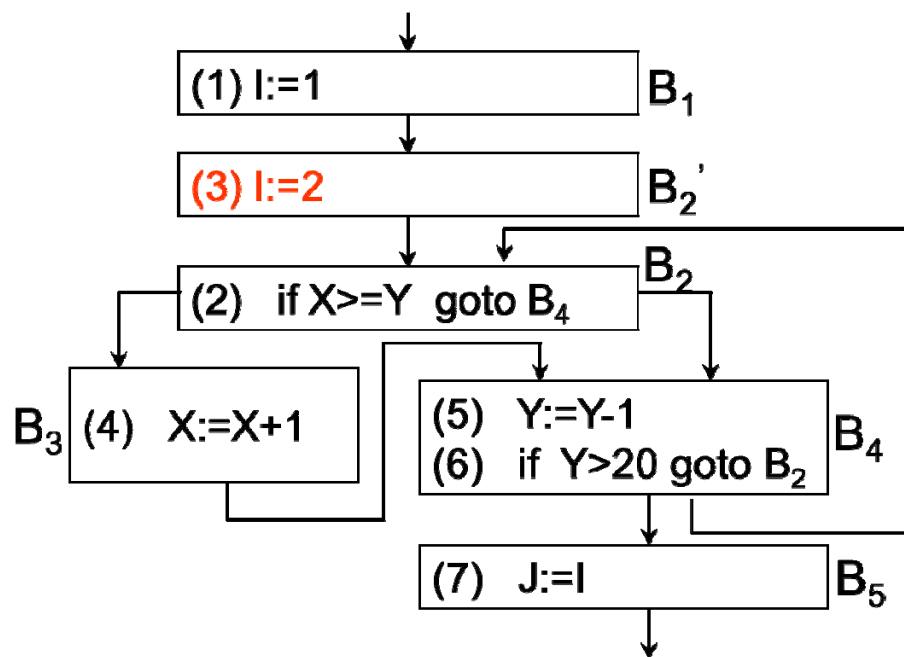 (1) I:=1 B₁
(3) I:=2 B₂’
B₂
(2) if X>=Y goto B₄
B₃ (4) X:=X+1
(5) Y:=Y-1
(6) if Y>20 goto B₂
B₄
(7) J:=I B₅